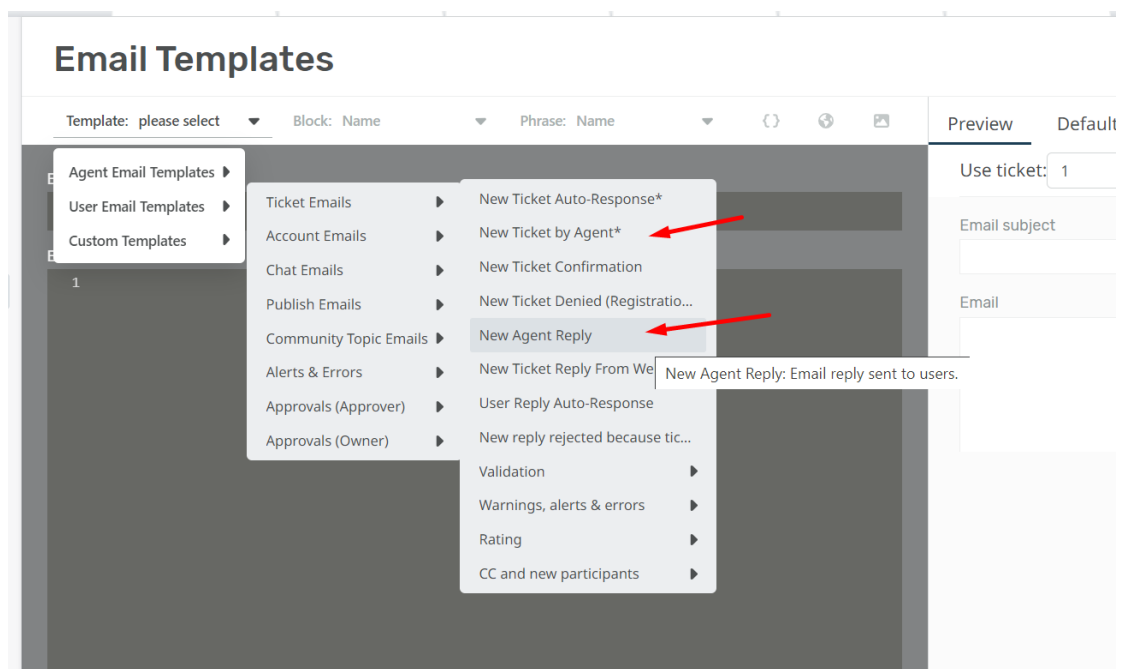 Email Templates
Template: please select Block: Name Phrase: Name {}
Preview Default
Use ticket: 1
Email subject
Email
E
E
1
Agent Email Templates
User Email Templates
Custom Templates
Ticket Emails
Account Emails
Chat Emails
Publish Emails
Community Topic Emails
Alerts & Errors
Approvals (Approver)
Approvals (Owner)
New Ticket Auto-Response*
New Ticket by Agent*
New Ticket Confirmation
New Ticket Denied (Registratio...
New Agent Reply
New Ticket Reply From We
New Agent Reply: Email reply sent to users.
User Reply Auto-Response
New reply rejected because tic...
Validation
Warnings, alerts & errors
Rating
CC and new participants